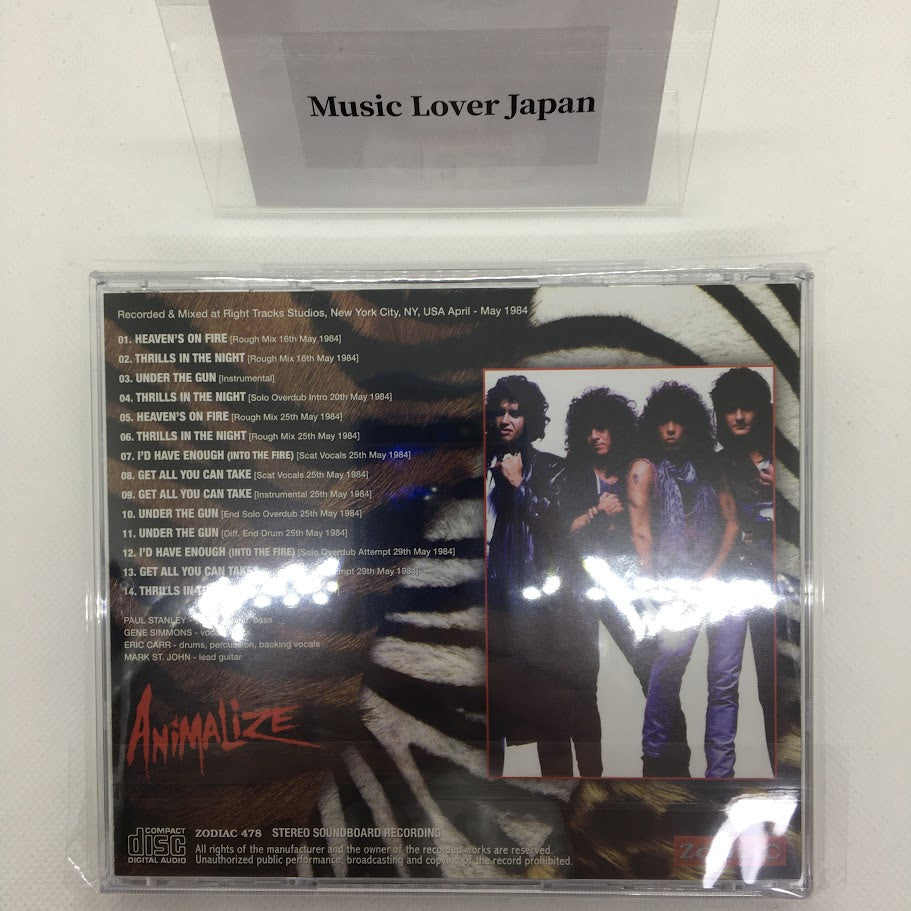 Music Lover Japan
Recorded & Mixed at Right Tracks Studios, New York City, NY, USA April - May 1984
01. HEAVEN'S ON FIRE [Rough Mix 16th May 1984]
02. THRILLS IN THE NIGHT [Rough Mix 16th May 1984]
03. UNDER THE GUN [Instrumental]
04. THRILLS IN THE NIGHT [Solo Overdub Intro 20th May 1984]
05. HEAVEN'S ON FIRE [Rough Mix 25th May 1984]
06. THRILLS IN THE NIGHT [Rough Mix 25th May 1984]
07. I'D HAVE ENOUGH (INTO THE FIRE) [Scat Vocals 25th May 1984]
08. GET ALL YOU CAN TAKE [Scat Vocals 25th May 1984]
09. GET ALL YOU CAN TAKE [Instrumental 25th May 1984]
10. UNDER THE GUN [End Solo Overdub 25th May 1984]
11. UNDER THE GUN [Diff. End Drum 25th May 1984]
12. I'D HAVE ENOUGH (INTO THE FIRE) [Solo Overdub Attempt 29th May 1984]
13. GET ALL YOU CAN TAKE 29th May 1984]
14. THRILLS IN
PAUL STANLEY - bass
GENE SIMMONS -
ERIC CARR - drums, percussion, backing vocals
MARK ST. JOHN - lead guitar
ANIMALIZE
COMPACT disc DIGITAL AUDIO
ZODIAC 478 STEREO SOUNDBOARD RECORDING
All rights of the manufacturer and the owner of the recorded works are reserved.
Unauthorized public performance, broadcasting and copying of the record prohibited.